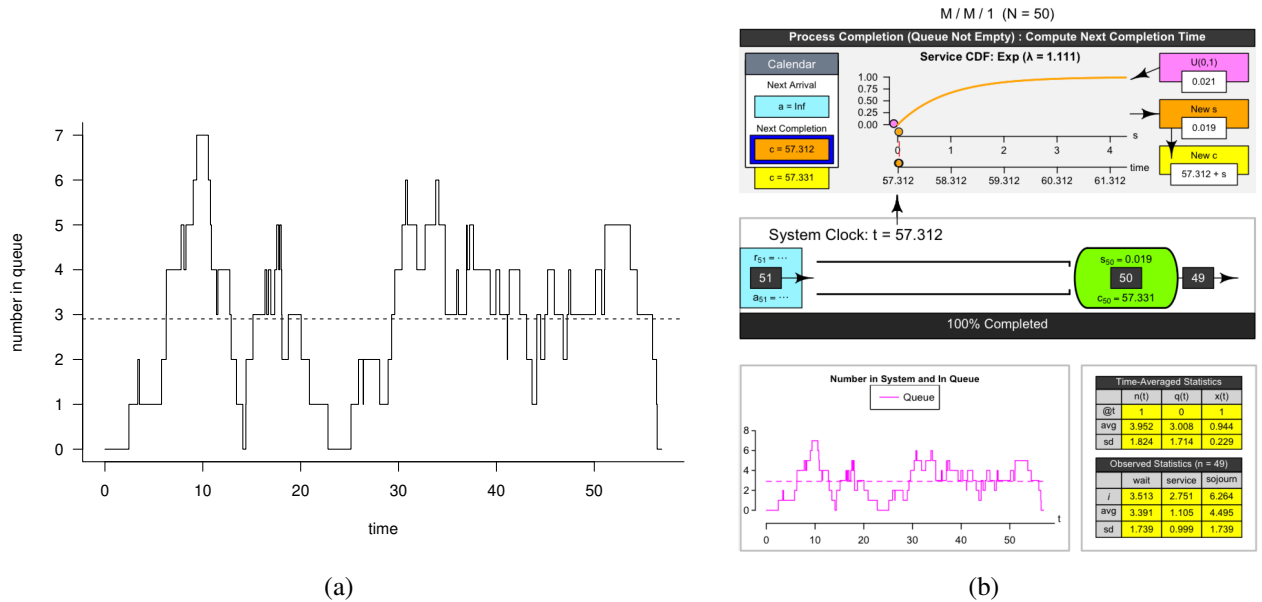 number in queue
7
6
5
4
3
2
1
0
0 10 20 30 40 50
time
(a)
M / M / 1 (N = 50)
Process Completion (Queue Not Empty) : Compute Next Completion Time
Calendar
Next Arrival
a = Inf
Next Completion
c = 57.312
c = 57.331
Service CDF: Exp (λ = 1.111)
1.00
0.75
0.50
0.25
0.00
s
0 1 2 3 4
time
57.312 58.312 59.312 60.312 61.312
U(0,1)
0.021
New s
0.019
New c
57.312 + s
System Clock: t = 57.312
r51 = ···
51
a51 = ···
s50 = 0.019
50
c50 = 57.331
49
100% Completed
Number in System and In Queue
Queue
8
6
4
2
0
t
0 10 20 30 40 50
Time-Averaged Statistics
n(t) q(t) x(t)
@t 1 0 1
avg 3.952 3.008 0.944
sd 1.824 1.714 0.229
Observed Statistics (n = 49)
wait service sojourn
i 3.513 2.751 6.264
avg 3.391 1.105 4.495
sd 1.739 0.999 1.739
(b)